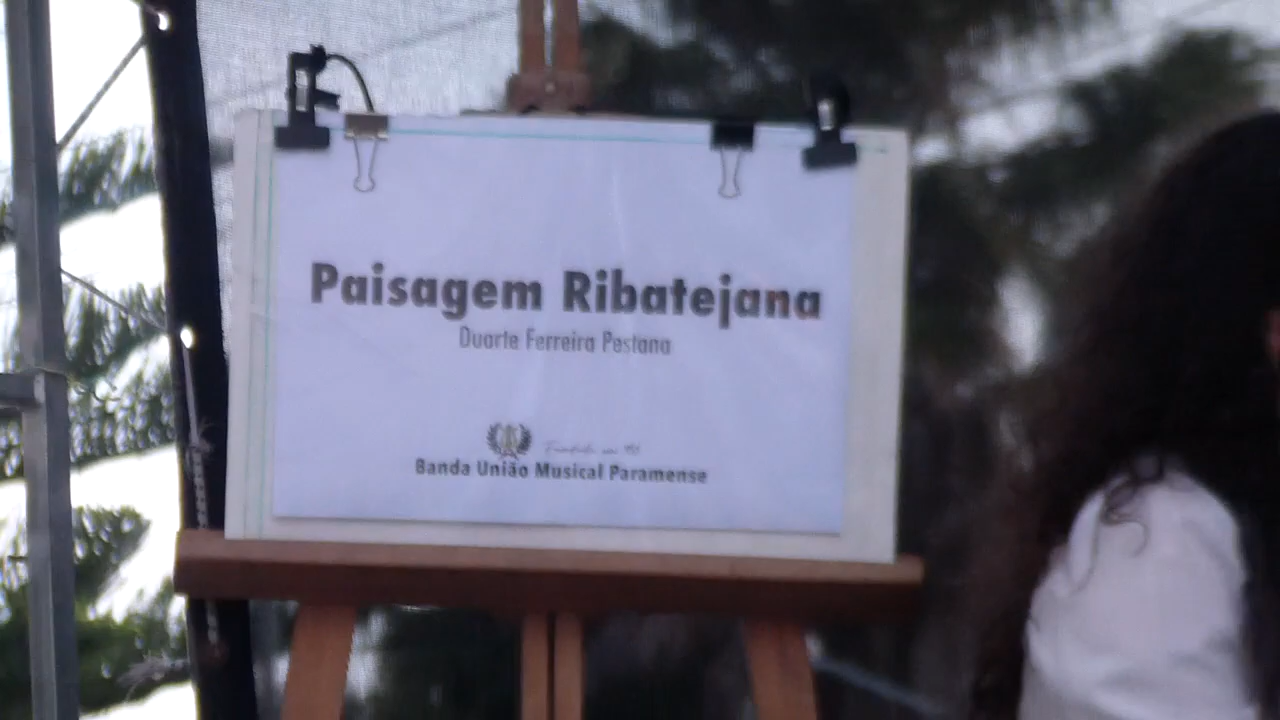 Paisagem Ribatejana
Duarte Ferreira Pestana
Banda União Musical Paramense